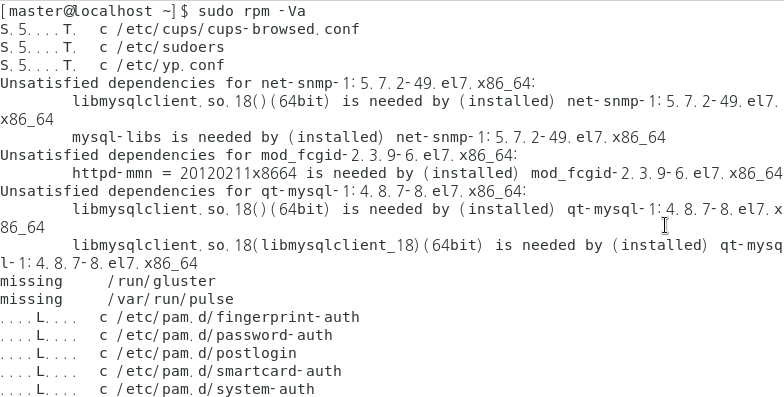 [master@localhost ~]$ sudo rpm -Va
S.5....T.  c /etc/cups/cups-browsed.conf
S.5....T.  c /etc/sudoers
S.5....T.  c /etc/yp.conf
Unsatisfied dependencies for net-snmp-1:5.7.2-49.el7.x86_64:
        libmysqlclient.so.18()(64bit) is needed by (installed) net-snmp-1:5.7.2-49.el7.
x86_64
        mysql-libs is needed by (installed) net-snmp-1:5.7.2-49.el7.x86_64
Unsatisfied dependencies for mod_fcgid-2.3.9-6.el7.x86_64:
        httpd-mmn = 20120211x8664 is needed by (installed) mod_fcgid-2.3.9-6.el7.x86_64
Unsatisfied dependencies for qt-mysql-1:4.8.7-8.el7.x86_64:
        libmysqlclient.so.18()(64bit) is needed by (installed) qt-mysql-1:4.8.7-8.el7.x
86_64
        libmysqlclient.so.18(libmysqlclient_18)(64bit) is needed by (installed) qt-mysq
l-1:4.8.7-8.el7.x86_64
missing     /run/gluster
missing     /var/run/pulse
....L....  c /etc/pam.d/fingerprint-auth
....L....  c /etc/pam.d/password-auth
....L....  c /etc/pam.d/postlogin
....L....  c /etc/pam.d/smartcard-auth
....L....  c /etc/pam.d/system-auth